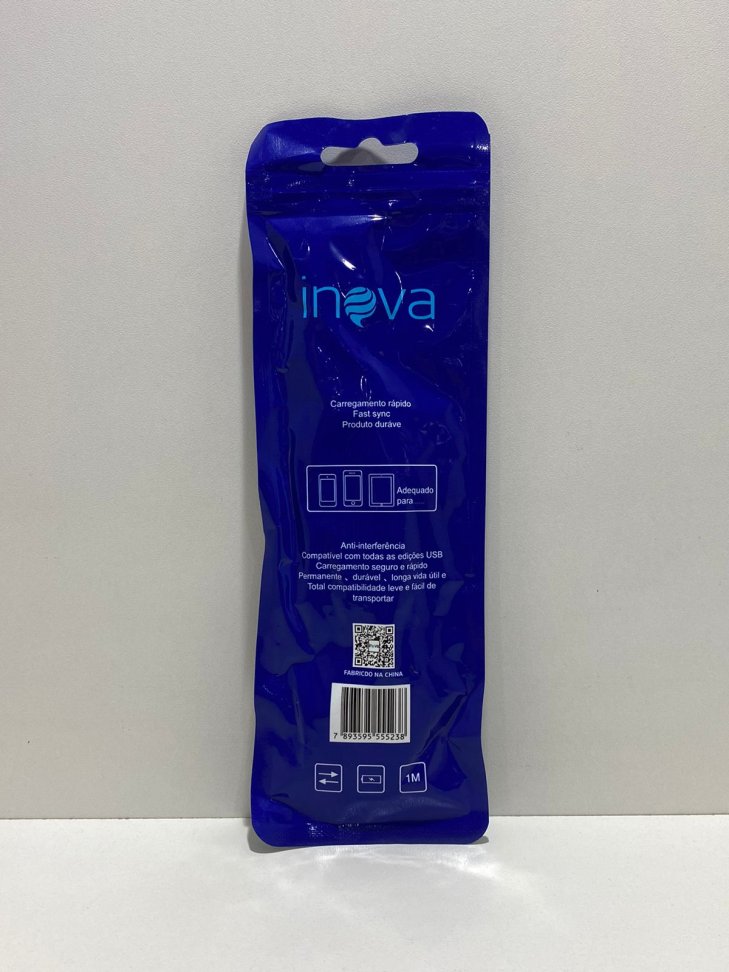 inova
Carregamento rápido
Fast sync
Produto duráve
Adequado
para......
Anti-interferência
Compatível com todas as edições USB
Carregamento seguro e rápido
Permanente 、durável 、longa vida útil e
Total compatibilidade leve e fácil de
transportar
FABRICDO NA CHINA
7 893595 555238
1M